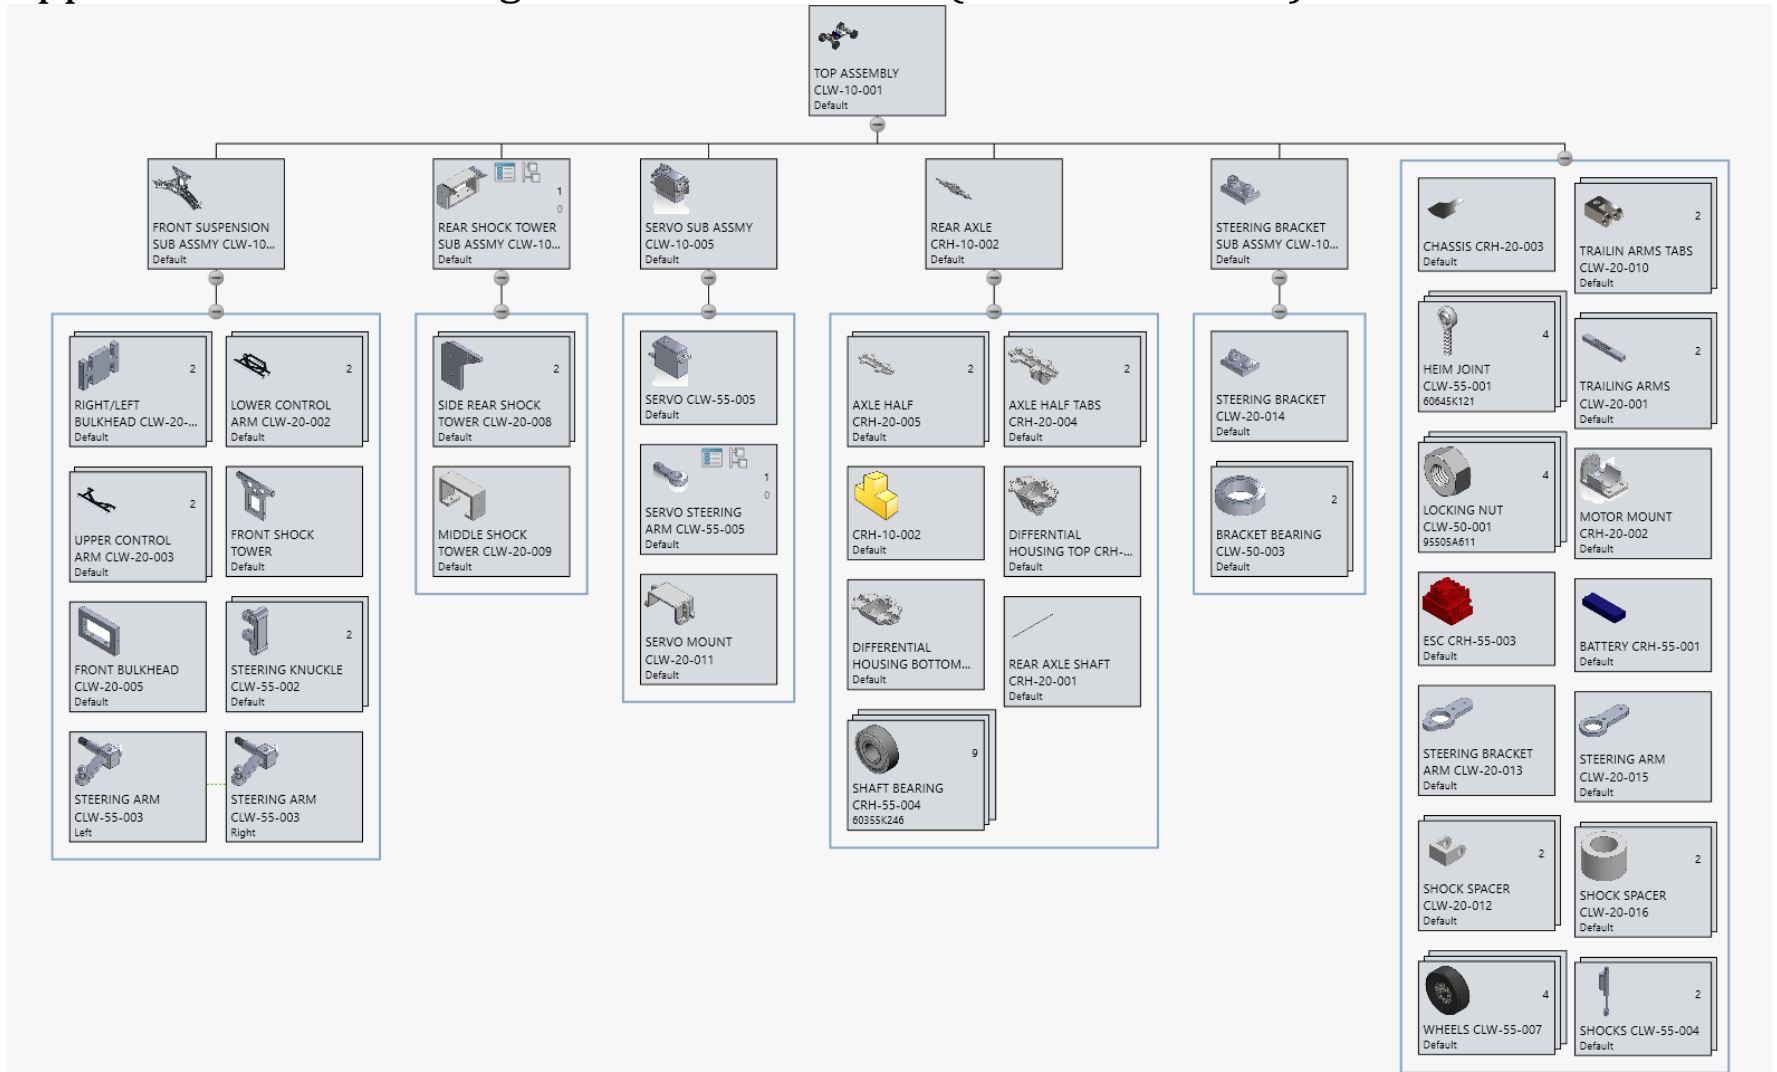 TOP ASSEMBLY
CLW-10-001
Default
FRONT SUSPENSION
SUB ASSMY CLW-10...
Default
1
0
REAR SHOCK TOWER
SUB ASSMY CLW-10...
Default
SERVO SUB ASSMY
CLW-10-005
Default
REAR AXLE
CRH-10-002
Default
STEERING BRACKET
SUB ASSMY CLW-10...
Default
2
RIGHT/LEFT
BULKHEAD CLW-20-...
Default
2
LOWER CONTROL
ARM CLW-20-002
Default
2
UPPER CONTROL
ARM CLW-20-003
Default
FRONT SHOCK
TOWER
Default
FRONT BULKHEAD
CLW-20-005
Default
2
STEERING KNUCKLE
CLW-55-002
Default
STEERING ARM
CLW-55-003
Left
STEERING ARM
CLW-55-003
Right
2
SIDE REAR SHOCK
TOWER CLW-20-008
Default
MIDDLE SHOCK
TOWER CLW-20-009
Default
SERVO CLW-55-005
Default
1
0
SERVO STEERING
ARM CLW-55-005
Default
SERVO MOUNT
CLW-20-011
Default
2
AXLE HALF
CRH-20-005
Default
2
AXLE HALF TABS
CRH-20-004
Default
CRH-10-002
Default
DIFFERNTIAL
HOUSING TOP CRH-...
Default
DIFFERENTIAL
HOUSING BOTTOM...
Default
REAR AXLE SHAFT
CRH-20-001
Default
9
SHAFT BEARING
CRH-55-004
60355K246
STEERING BRACKET
CLW-20-014
Default
2
BRACKET BEARING
CLW-50-003
Default
CHASSIS CRH-20-003
Default
2
TRAILIN ARMS TABS
CLW-20-010
Default
4
HEIM JOINT
CLW-55-001
60645K121
2
TRAILING ARMS
CLW-20-001
Default
4
LOCKING NUT
CLW-50-001
95505A611
MOTOR MOUNT
CRH-20-002
Default
ESC CRH-55-003
Default
BATTERY CRH-55-001
Default
STEERING BRACKET
ARM CLW-20-013
Default
STEERING ARM
CLW-20-015
Default
2
SHOCK SPACER
CLW-20-012
Default
2
SHOCK SPACER
CLW-20-016
Default
4
WHEELS CLW-55-007
Default
2
SHOCKS CLW-55-004
Default